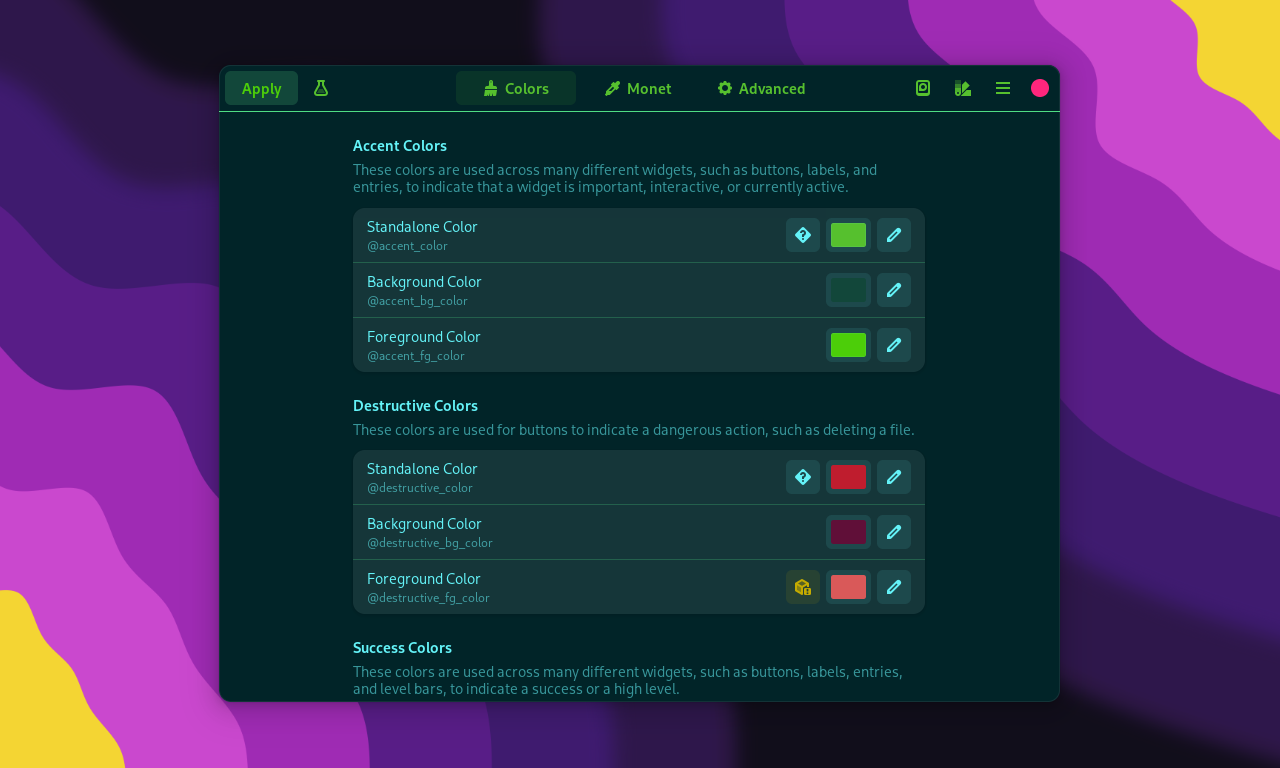 Apply
Colors
Monet
Advanced
Accent Colors
These colors are used across many different widgets, such as buttons, labels, and
entries, to indicate that a widget is important, interactive, or currently active.
Standalone Color
@accent_color
Background Color
@accent_bg_color
Foreground Color
@accent_fg_color
Destructive Colors
These colors are used for buttons to indicate a dangerous action, such as deleting a file.
Standalone Color
@destructive_color
Background Color
@destructive_bg_color
Foreground Color
@destructive_fg_color
Success Colors
These colors are used across many different widgets, such as buttons, labels, entries,
and level bars, to indicate a success or a high level.